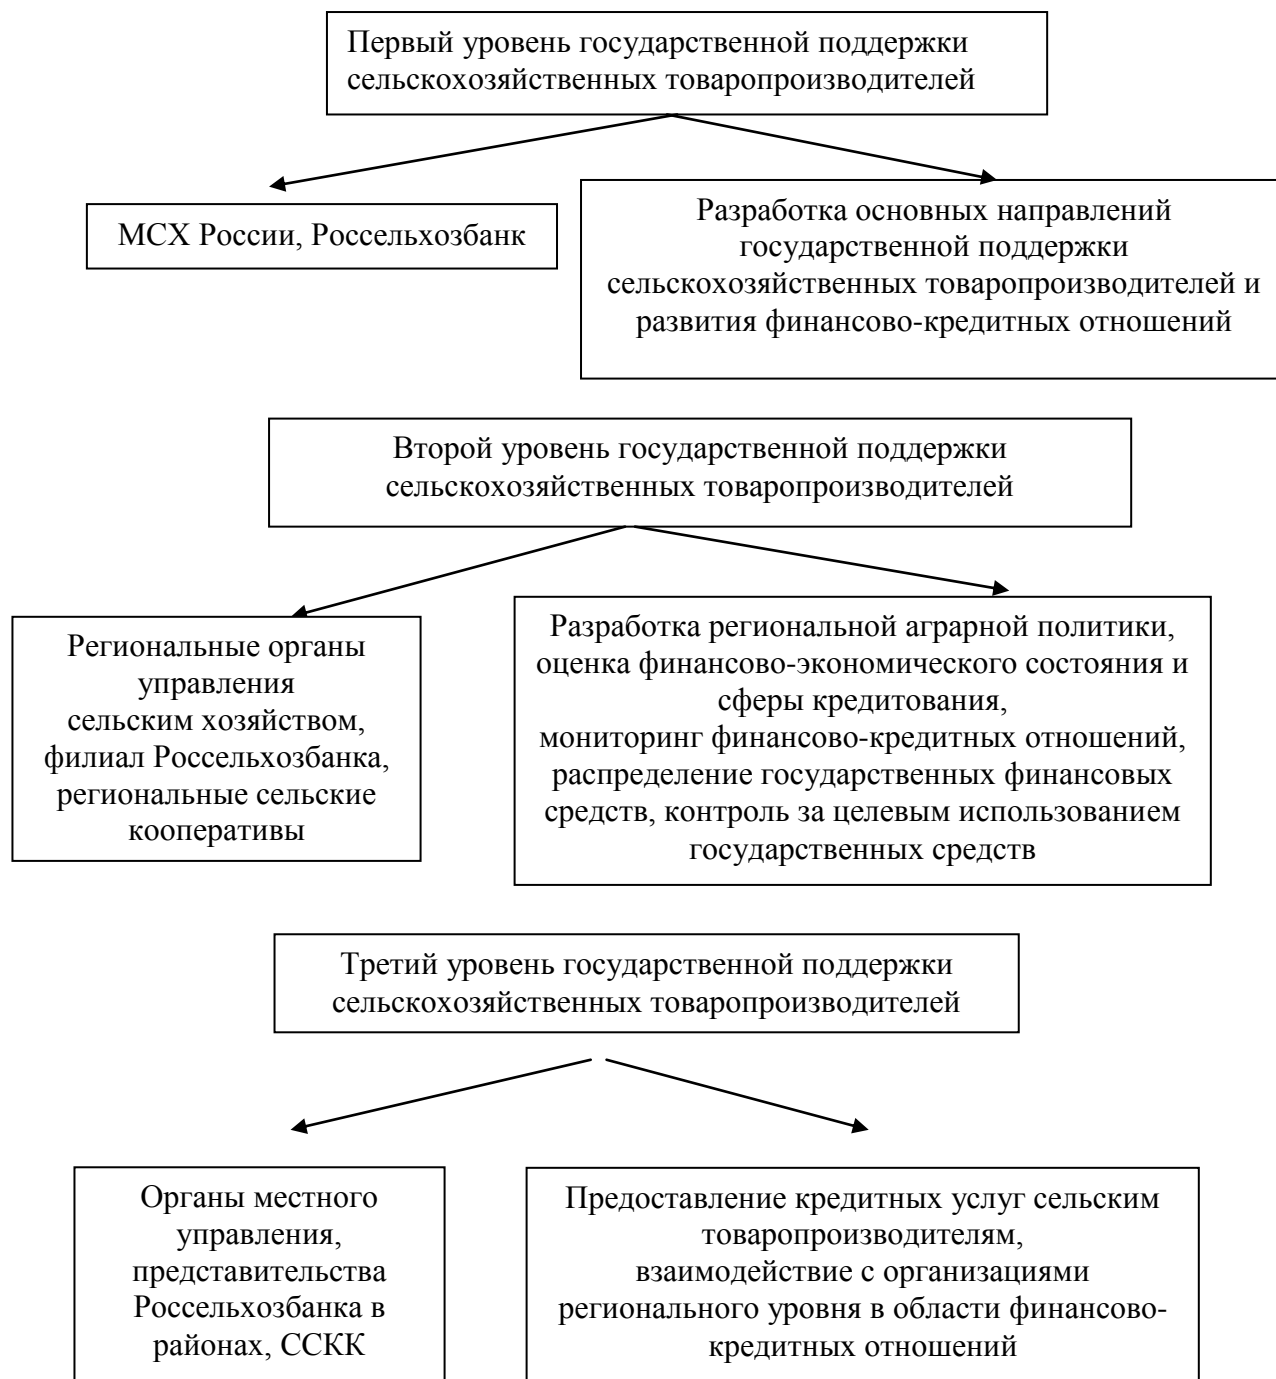 Первый уровень государственной поддержки
сельскохозяйственных товаропроизводителей
МСХ России, Россельхозбанк
Разработка основных направлений
государственной поддержки
сельскохозяйственных товаропроизводителей и
развития финансово-кредитных отношений
Второй уровень государственной поддержки
сельскохозяйственных товаропроизводителей
Региональные органы
управления
сельским хозяйством,
филиал Россельхозбанка,
региональные сельские
кооперативы
Разработка региональной аграрной политики,
оценка финансово-экономического состояния и
сферы кредитования,
мониторинг финансово-кредитных отношений,
распределение государственных финансовых
средств, контроль за целевым использованием
государственных средств
Третий уровень государственной поддержки
сельскохозяйственных товаропроизводителей
Органы местного
управления,
представительства
Россельхозбанка в
районах, ССКК
Предоставление кредитных услуг сельским
товаропроизводителям,
взаимодействие с организациями
регионального уровня в области финансово-
кредитных отношений